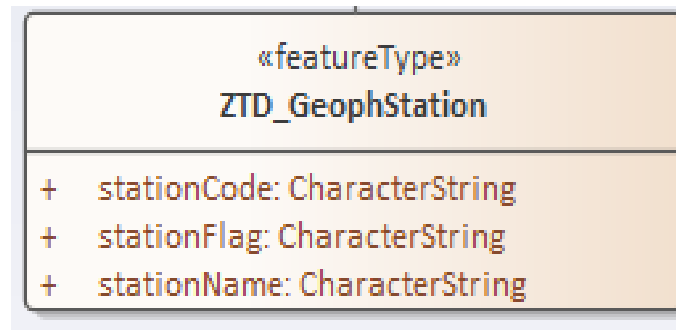 «featureType»
ZTD_GeophStation
+ stationCode: CharacterString
+ stationFlag: CharacterString
+ stationName: CharacterString